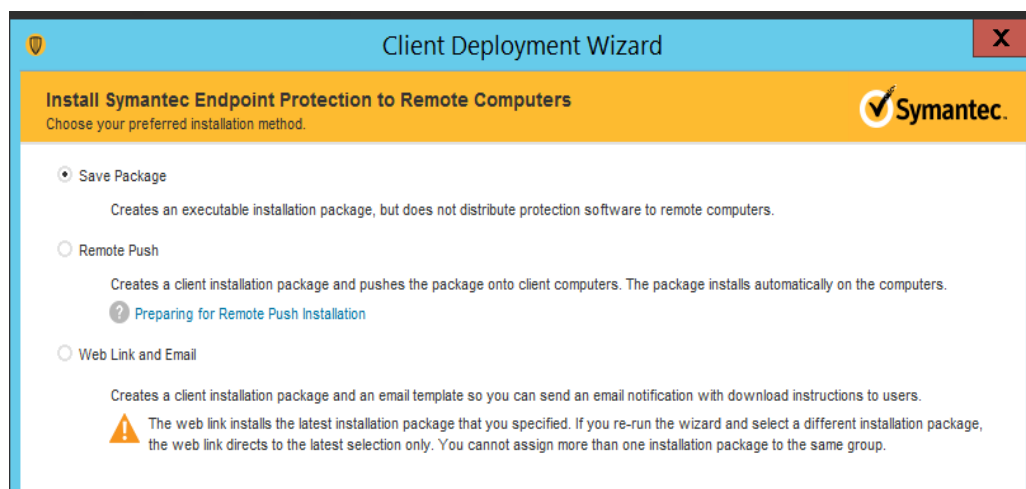 Client Deployment Wizard
X
Install Symantec Endpoint Protection to Remote Computers
Choose your preferred installation method.
Symantec.
Save Package
Creates an executable installation package, but does not distribute protection software to remote computers.
Remote Push
Creates a client installation package and pushes the package onto client computers. The package installs automatically on the computers.
? Preparing for Remote Push Installation
Web Link and Email
Creates a client installation package and an email template so you can send an email notification with download instructions to users.
The web link installs the latest installation package that you specified. If you re-run the wizard and select a different installation package,
the web link directs to the latest selection only. You cannot assign more than one installation package to the same group.